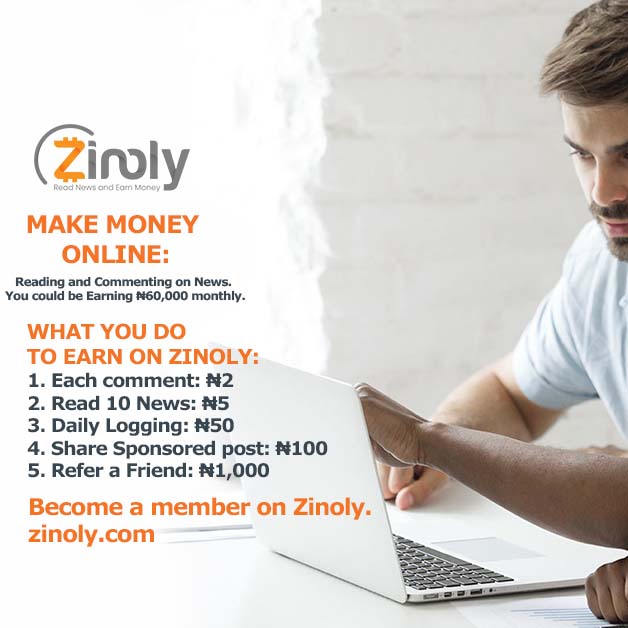 Zinoly
Read News and Earn Money
MAKE MONEY
ONLINE:
Reading and Commenting on News.
You could be Earning ₦60,000 monthly.
WHAT YOU DO
TO EARN ON ZINOLY:
1. Each comment: ₦2
2. Read 10 News: ₦5
3. Daily Logging: ₦50
4. Share Sponsored post: ₦100
5. Refer a Friend: ₦1,000
Become a member on Zinoly.
zinoly.com